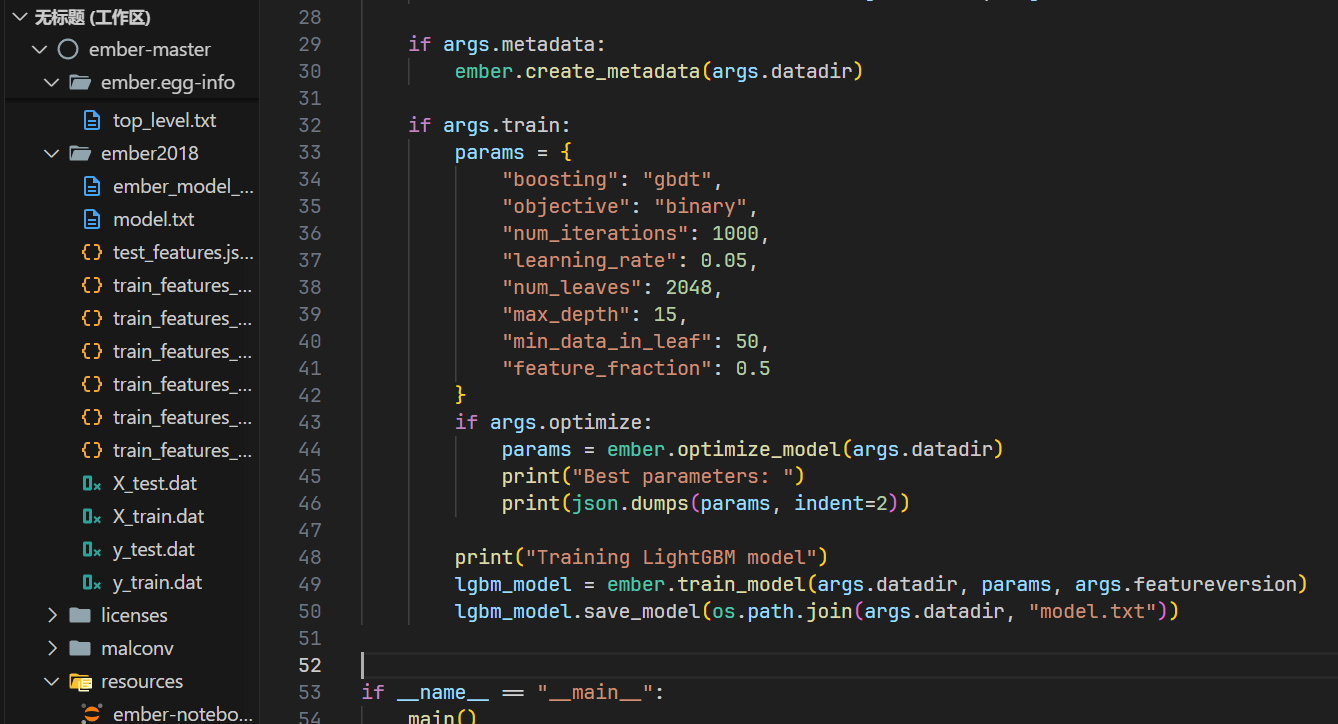 无标题 (工作区)
ember-master
ember.egg-info
top_level.txt
ember2018
ember_model_...
model.txt
test_features.js...
train_features_...
train_features_...
train_features_...
train_features_...
train_features_...
train_features_...
X_test.dat
X_train.dat
y_test.dat
y_train.dat
licenses
malconv
resources
ember-notebo...
28
29 if args.metadata:
30 ember.create_metadata(args.datadir)
31
32 if args.train:
33 params = {
34 "boosting": "gbdt",
35 "objective": "binary",
36 "num_iterations": 1000,
37 "learning_rate": 0.05,
38 "num_leaves": 2048,
39 "max_depth": 15,
40 "min_data_in_leaf": 50,
41 "feature_fraction": 0.5
42 }
43 if args.optimize:
44 params = ember.optimize_model(args.datadir)
45 print("Best parameters: ")
46 print(json.dumps(params, indent=2))
47
48 print("Training LightGBM model")
49 lgbm_model = ember.train_model(args.datadir, params, args.featureversion)
50 lgbm_model.save_model(os.path.join(args.datadir, "model.txt"))
51
52
53 if __name__ == "__main__":
54 main()